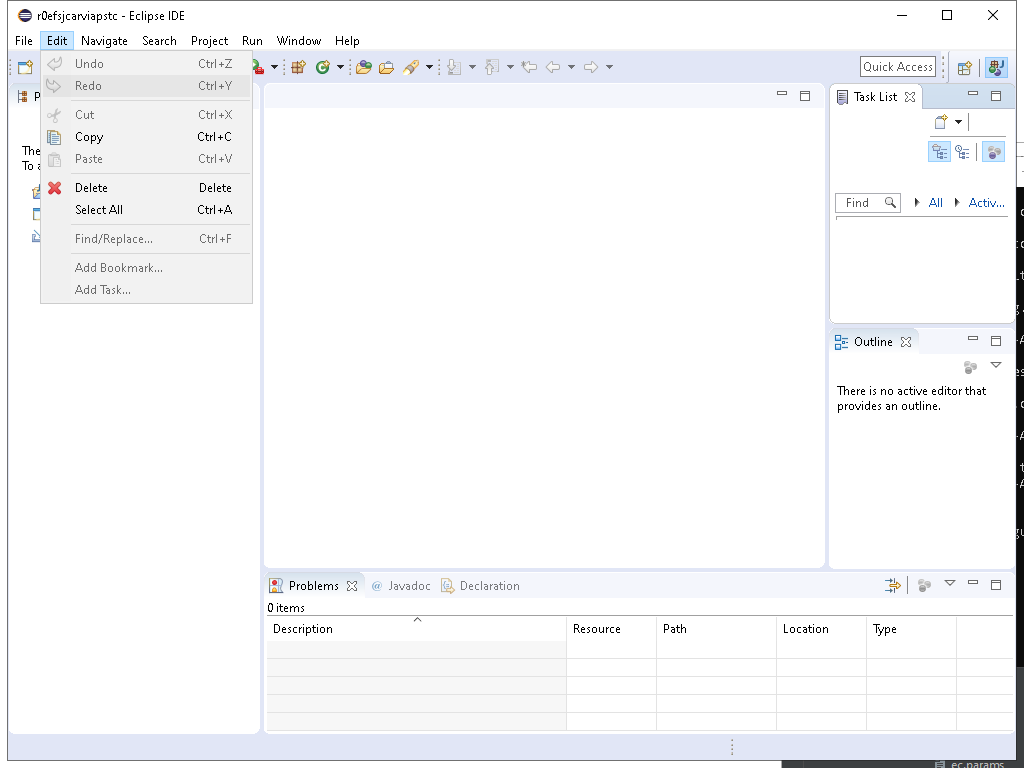 r0efsjcarviapstc - Eclipse IDE
File Edit Navigate Search Project Run Window Help
Quick Access
Undo Ctrl+Z
Redo Ctrl+Y
Cut Ctrl+X
Copy Ctrl+C
Paste Ctrl+V
Delete Delete
Select All Ctrl+A
Find/Replace... Ctrl+F
Add Bookmark...
Add Task...
P
The
To a
Task List
Find All Activ...
Outline
There is no active editor that
provides an outline.
Problems @ Javadoc Declaration
0 items
Description Resource Path Location Type
ec.params